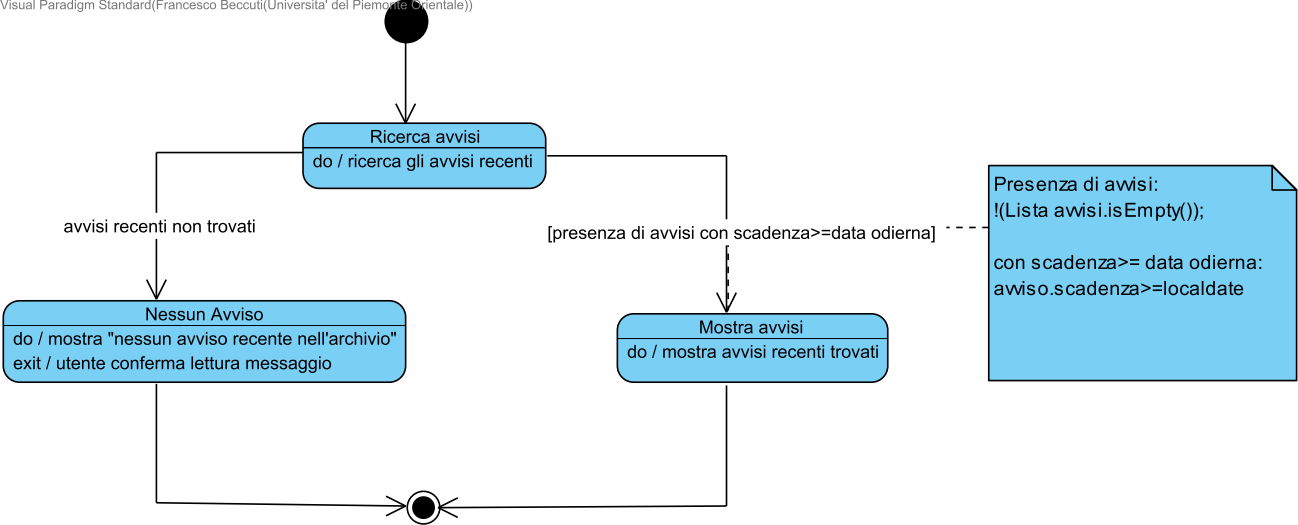 Visual Paradigm Standard(Francesco Beccuti(Universita' del Piemonte Orientale))
Ricerca avvisi
do / ricerca gli avvisi recenti
avvisi recenti non trovati
[presenza di avvisi con scadenza>=data odierna]
Presenza di avvisi:
!(Lista avvisi.isEmpty());
con scadenza>= data odierna:
avviso.scadenza>=localdate
Nessun Avviso
do / mostra "nessun avviso recente nell'archivio"
exit / utente conferma lettura messaggio
Mostra avvisi
do / mostra avvisi recenti trovati